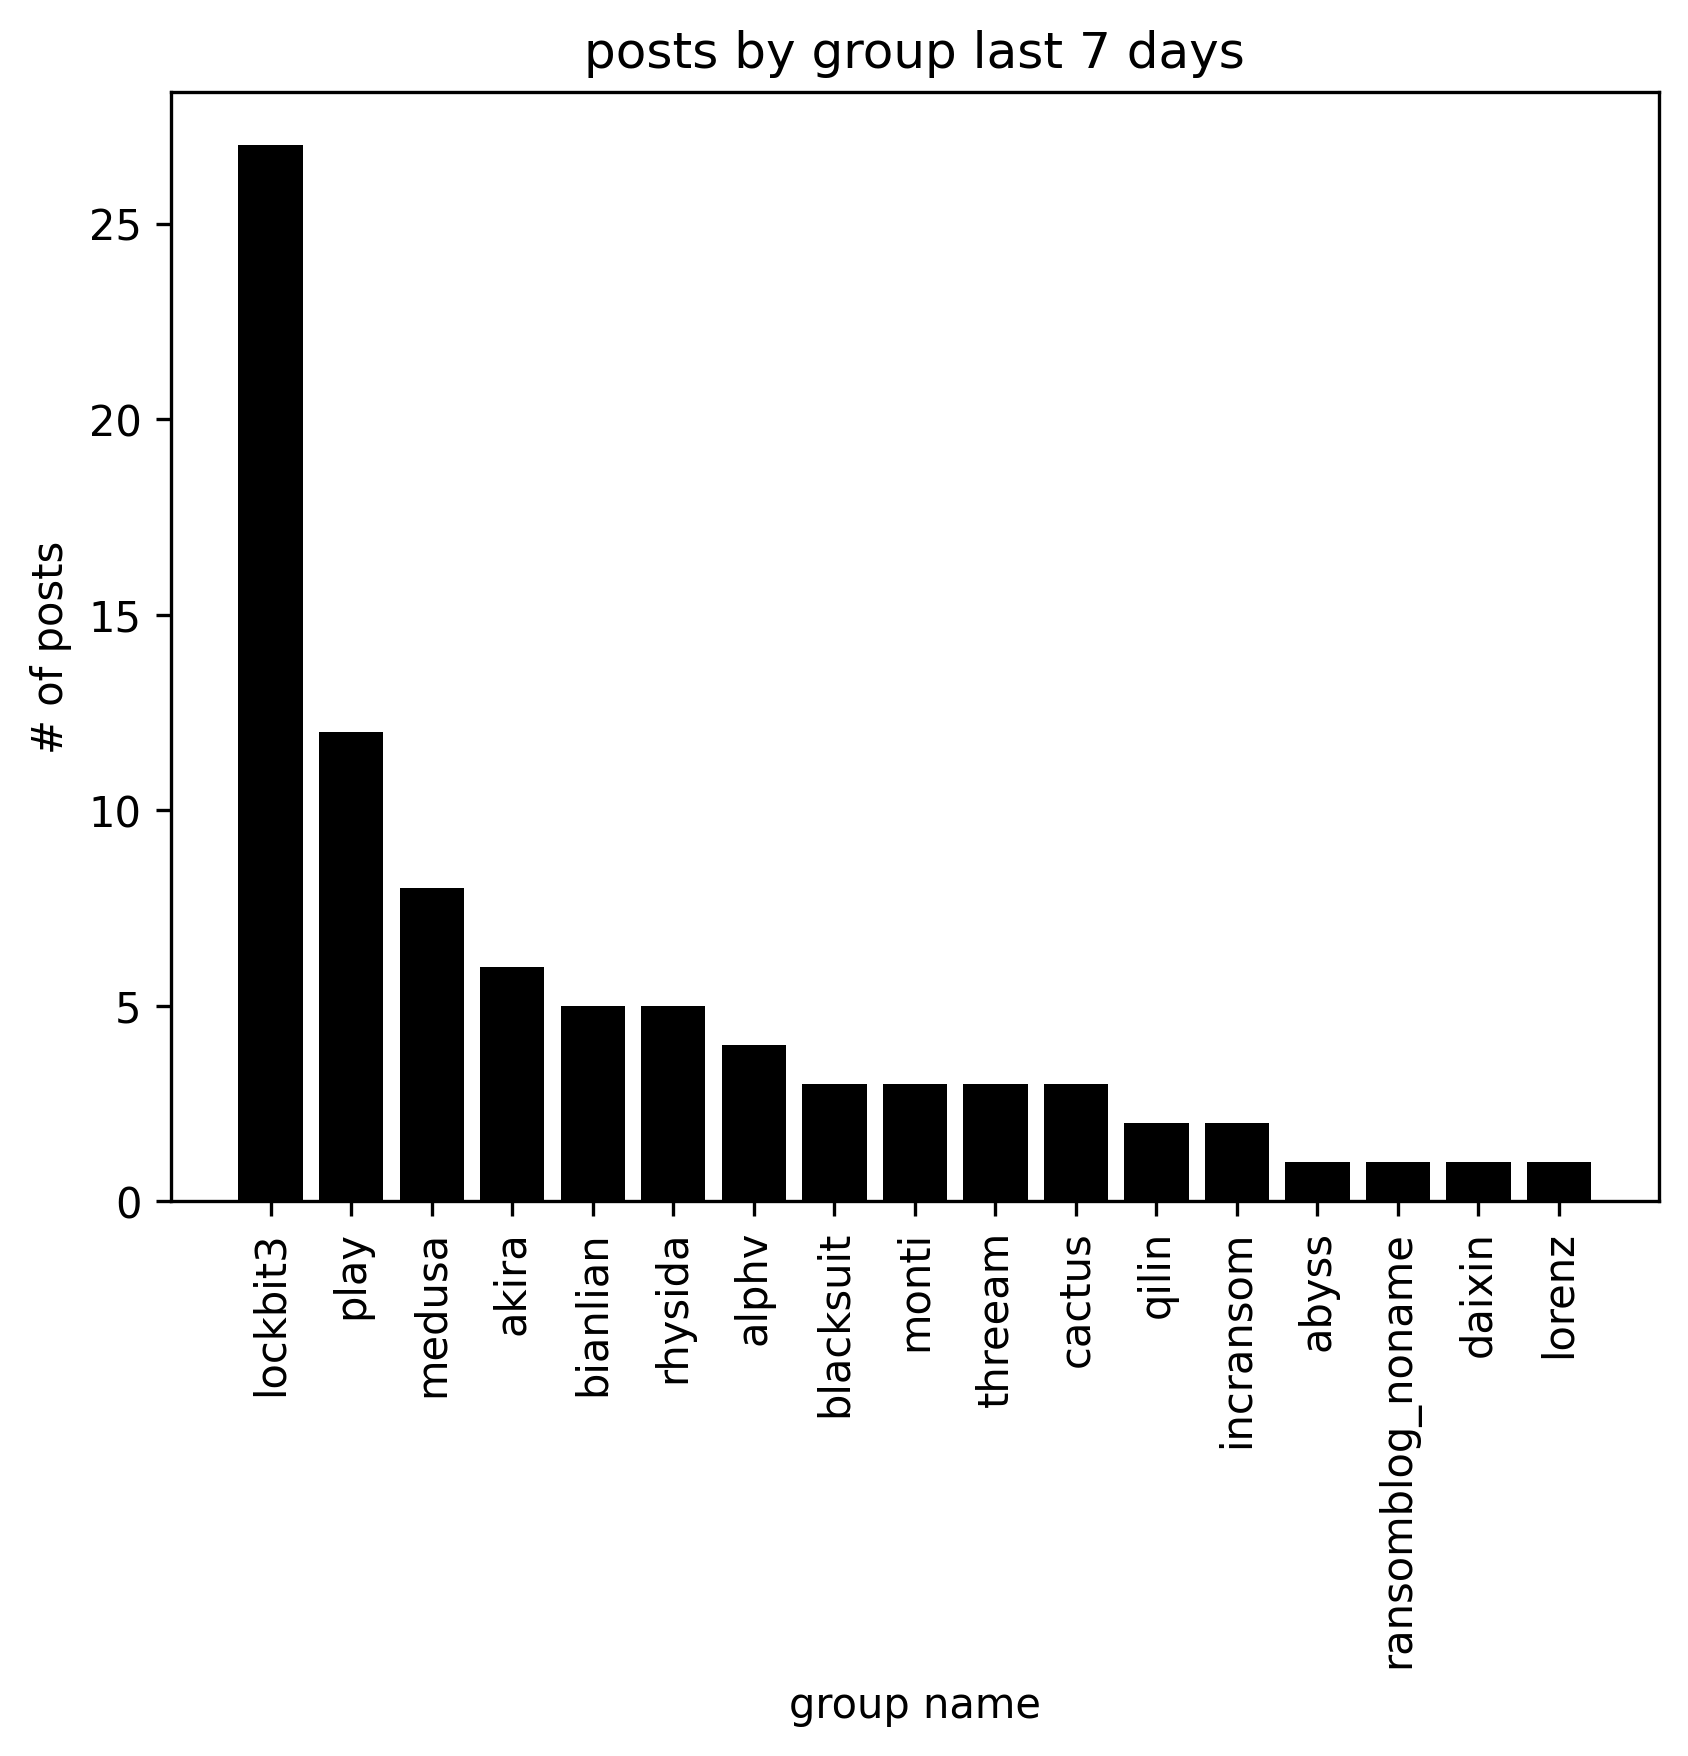 posts by group last 7 days
# of posts
25
20
15
10
5
0
lockbit3
play
medusa
akira
bianlian
rhysida
alphv
blacksuit
monti
threeam
cactus
qilin
incransom
abyss
ransomblog_noname
daixin
lorenz
group name